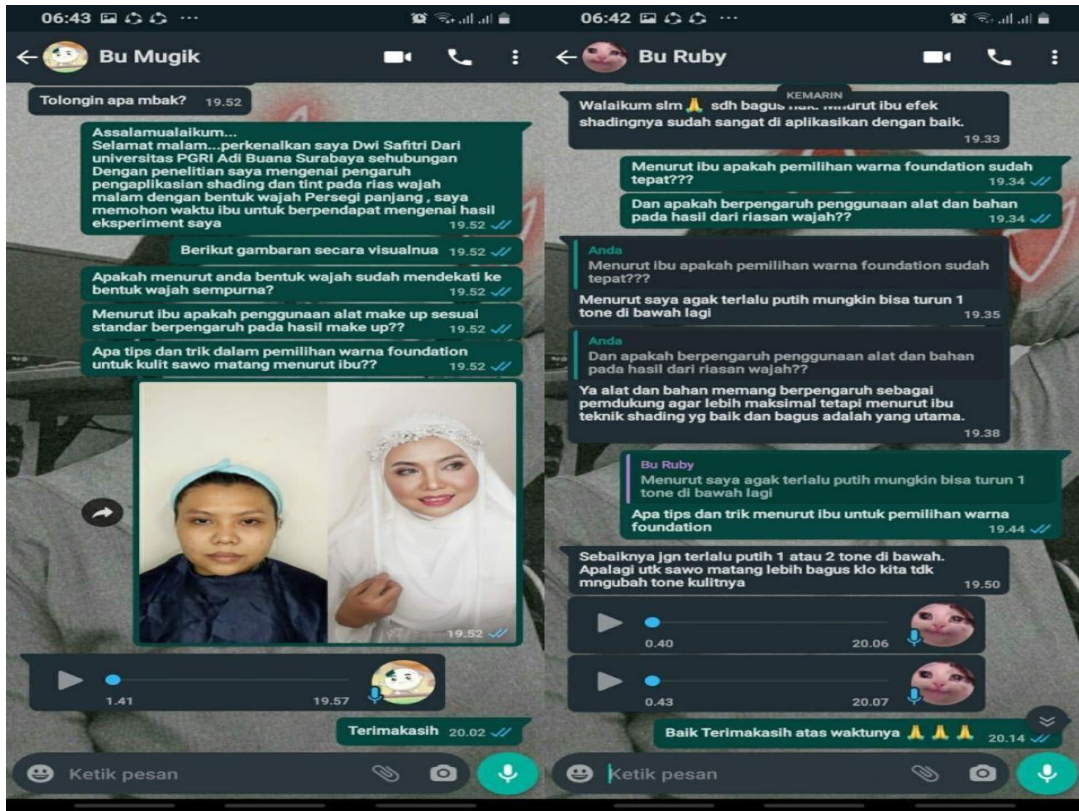 06:43
Bu Mugik
Tolongin apa mbak? 19.52
Assalamualaikum...
Selamat malam...perkenalkan saya Dwi Safitri Dari
universitas PGRI Adi Buana Surabaya sehubungan
Dengan penelitian saya mengenai pengaruh
pengaplikasian shading dan tint pada rias wajah
malam dengan bentuk wajah Persegi panjang , saya
memohon waktu ibu untuk berpendapat mengenai hasil
eksperiment saya 19.52
Berikut gambaran secara visualnua 19.52
Apakah menurut anda bentuk wajah sudah mendekati ke
bentuk wajah sempurna? 19.52
Menurut ibu apakah penggunaan alat make up sesuai
standar berpengaruh pada hasil make up?? 19.52
Apa tips dan trik dalam pemilihan warna foundation
untuk kulit sawo matang menurut ibu?? 19.52
19.52
1.41 19.57
Terimakasih 20.02
Ketik pesan
06:42
Bu Ruby
KEMARIN
Walaikum slm 🙏 sdh bagus ibu efek
shadingnya sudah sangat di aplikasikan dengan baik.
19.33
Menurut ibu apakah pemilihan warna foundation sudah
tepat??? 19.34
Dan apakah berpengaruh penggunaan alat dan bahan
pada hasil dari riasan wajah?? 19.34
Anda
Menurut ibu apakah pemilihan warna foundation sudah
tepat???
Menurut saya agak terlalu putih mungkin bisa turun 1
tone di bawah lagi 19.35
Anda
Dan apakah berpengaruh penggunaan alat dan bahan
pada hasil dari riasan wajah??
Ya alat dan bahan memang berpengaruh sebagai
pemdukung agar lebih maksimal tetapi menurut ibu
teknik shading yg baik dan bagus adalah yang utama.
19.38
Bu Ruby
Menurut saya agak terlalu putih mungkin bisa turun 1
tone di bawah lagi
Apa tips dan trik menurut ibu untuk pemilihan warna
foundation 19.44
Sebaiknya jgn terlalu putih 1 atau 2 tone di bawah.
Apalagi utk sawo matang lebih bagus klo kita tdk
mngubah tone kulitnya 19.50
0.40 20.06
0.43 20.07
Baik Terimakasih atas waktunya 🙏🙏🙏 20.14
Ketik pesan